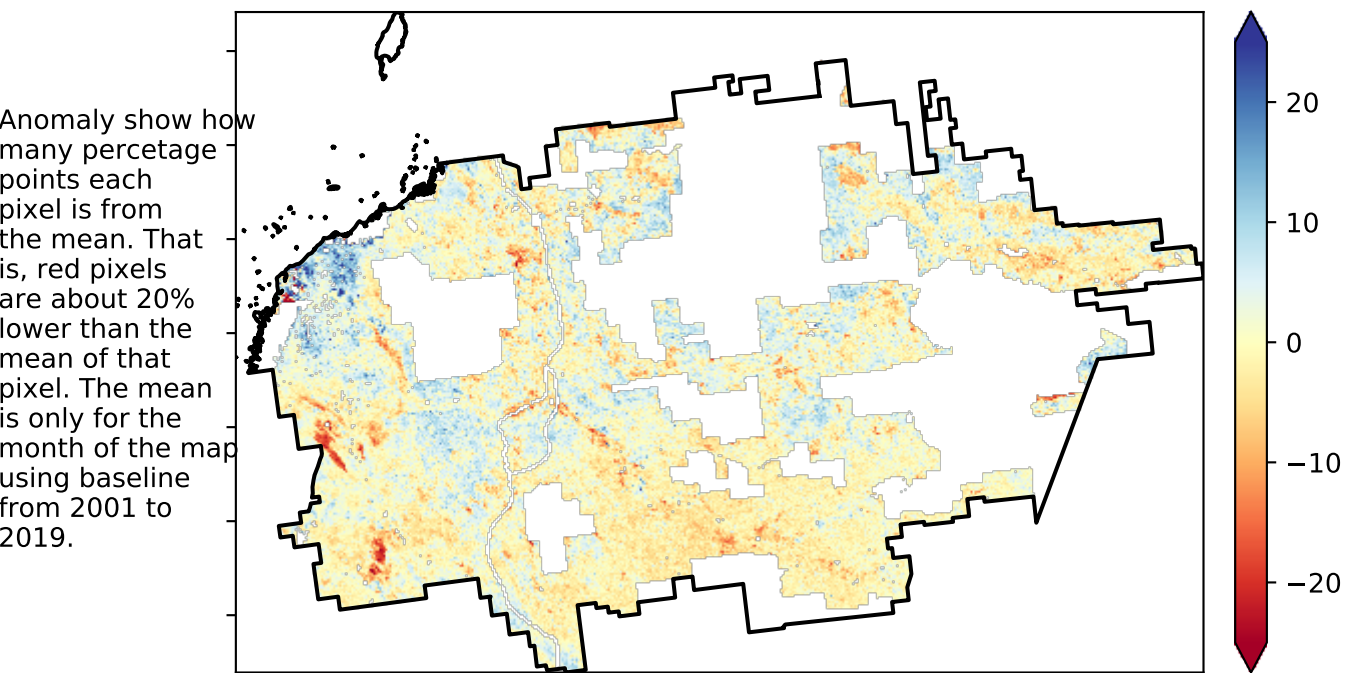 Anomaly show how
many percetage
points each
pixel is from
the mean. That
is, red pixels
are about 20%
lower than the
mean of that
pixel. The mean
is only for the
month of the map
using baseline
from 2001 to
2019.
20
10
0
−10
−20